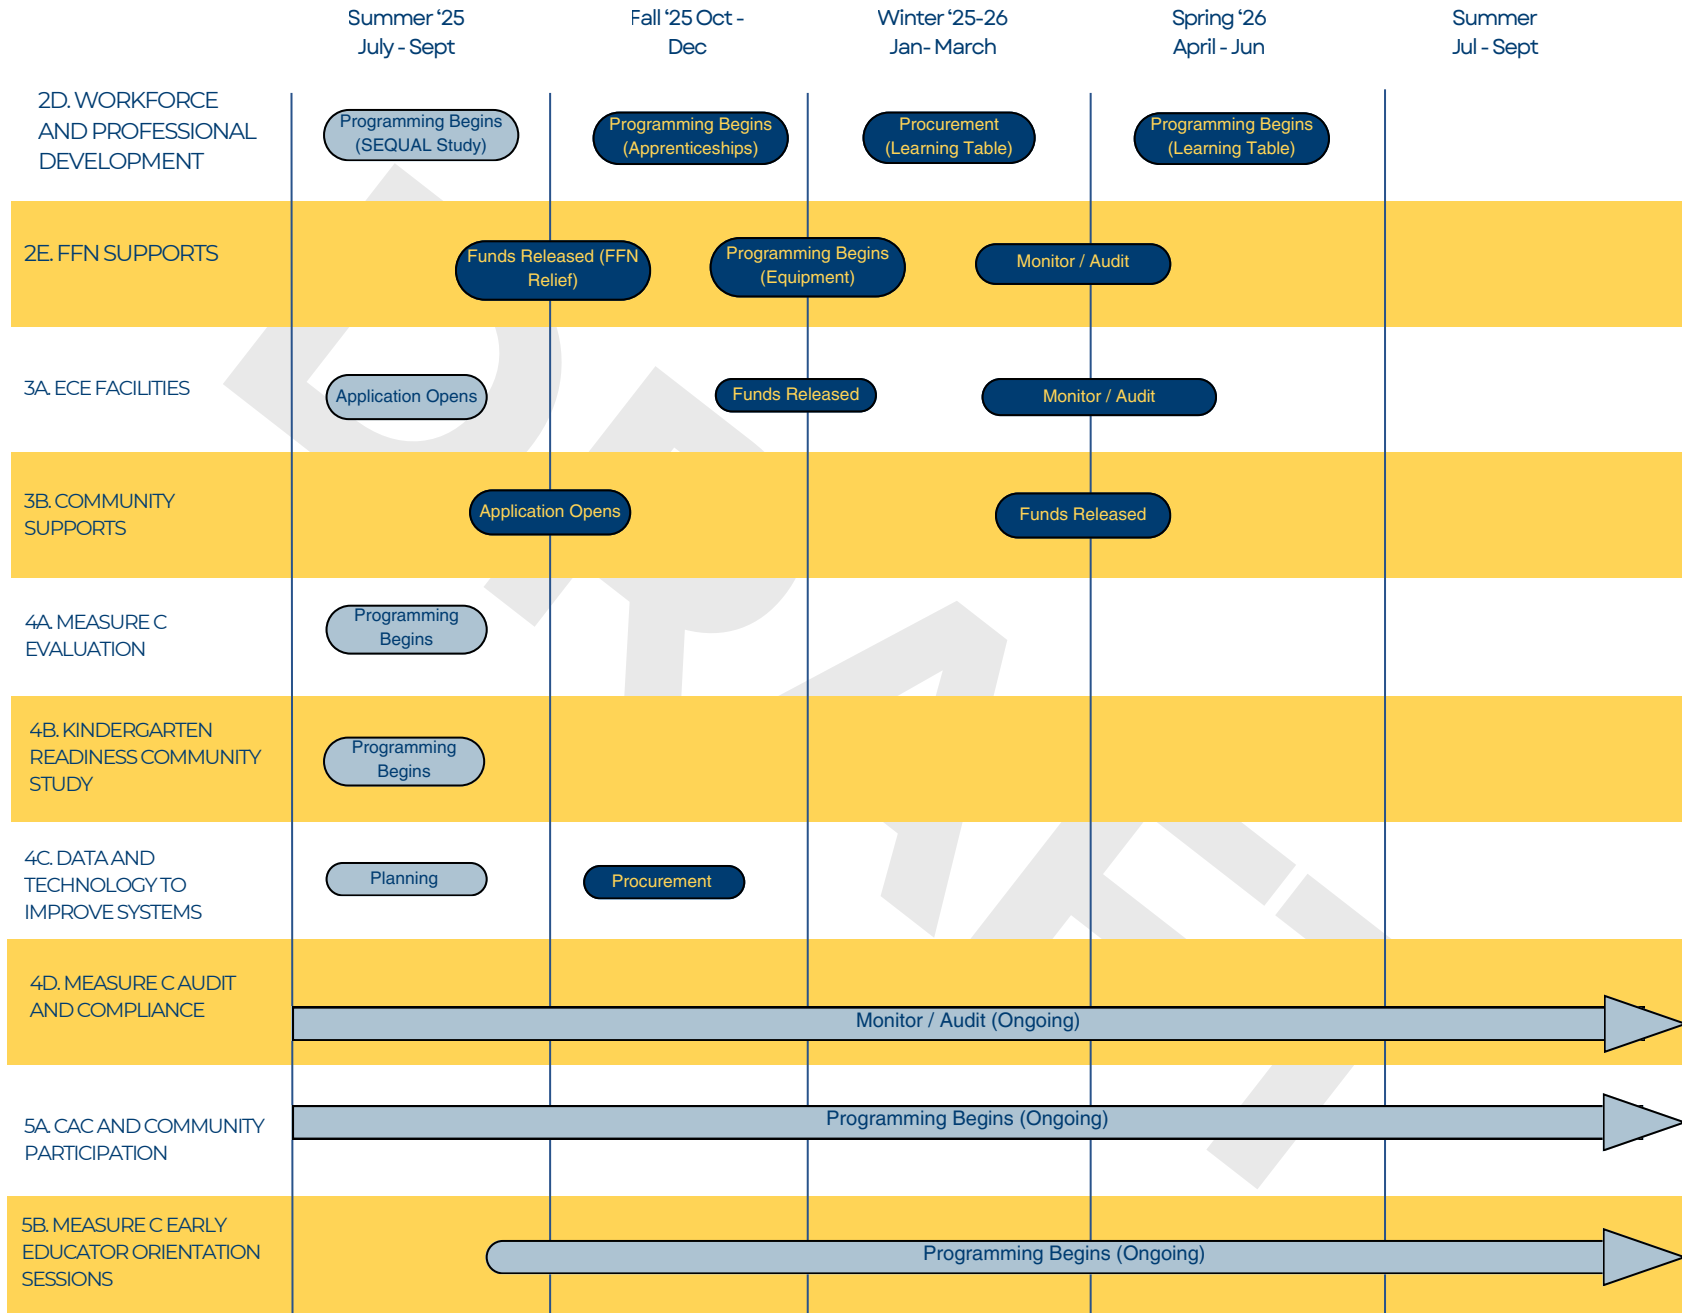 Summer ‘25
July - Sept
Fall ‘25 Oct -
Dec
Winter ‘25-26
Jan- March
Spring ‘26
April - Jun
Summer
Jul - Sept
2D. WORKFORCE
AND PROFESSIONAL
DEVELOPMENT
Programming Begins
(SEQUAL Study)
Programming Begins
(Apprenticeships)
Procurement
(Learning Table)
Programming Begins
(Learning Table)
2E. FFN SUPPORTS
Funds Released (FFN
Relief)
Programming Begins
(Equipment)
Monitor / Audit
3A. ECE FACILITIES
Application Opens
Funds Released
Monitor / Audit
3B. COMMUNITY
SUPPORTS
Application Opens
Funds Released
4A. MEASURE C
EVALUATION
Programming
Begins
4B. KINDERGARTEN
READINESS COMMUNITY
STUDY
Programming
Begins
4C. DATA AND
TECHNOLOGY TO
IMPROVE SYSTEMS
Planning
Procurement
4D. MEASURE C AUDIT
AND COMPLIANCE
Monitor / Audit (Ongoing)
5A. CAC AND COMMUNITY
PARTICIPATION
Programming Begins (Ongoing)
5B. MEASURE C EARLY
EDUCATOR ORIENTATION
SESSIONS
Programming Begins (Ongoing)
DRAFT